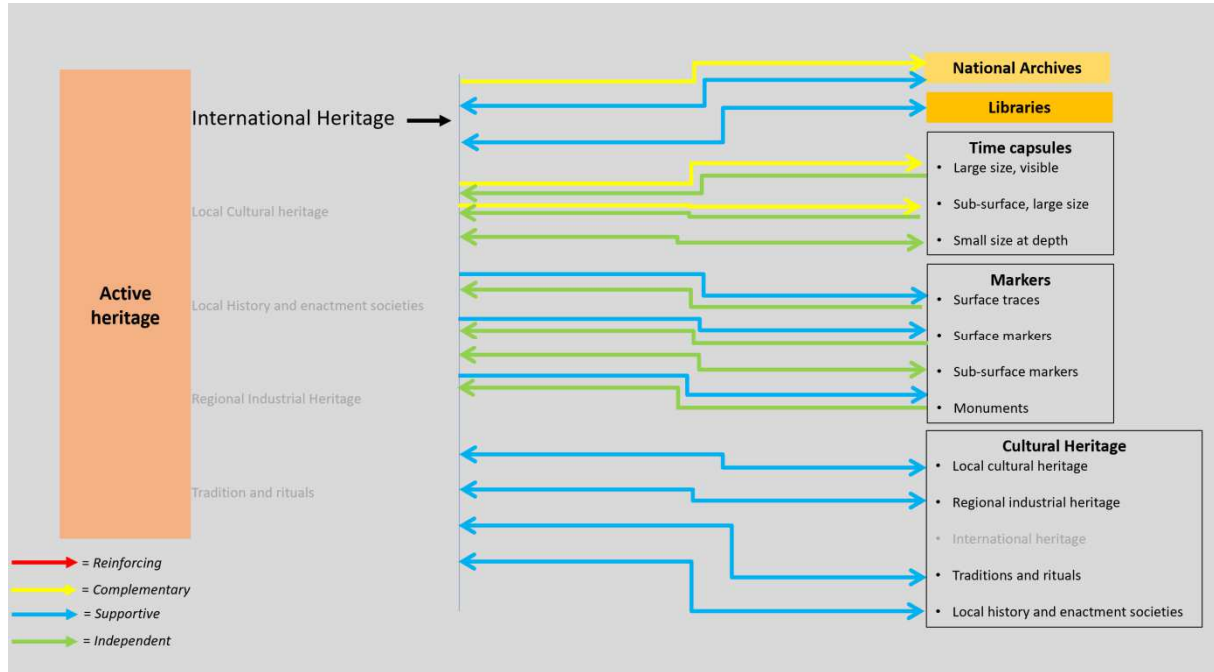 National Archives
International Heritage
Libraries
Time capsules
• Large size, visible
• Sub-surface, large size
• Small size at depth
Local Cultural heritage
Active
heritage
Local History and enactment societies
Regional Industrial Heritage
Tradition and rituals
Markers
• Surface traces
• Surface markers
• Sub-surface markers
• Monuments
Cultural Heritage
• Local cultural heritage
• Regional industrial heritage
• International heritage
• Traditions and rituals
• Local history and enactment societies
= Reinforcing
= Complementary
= Supportive
= Independent